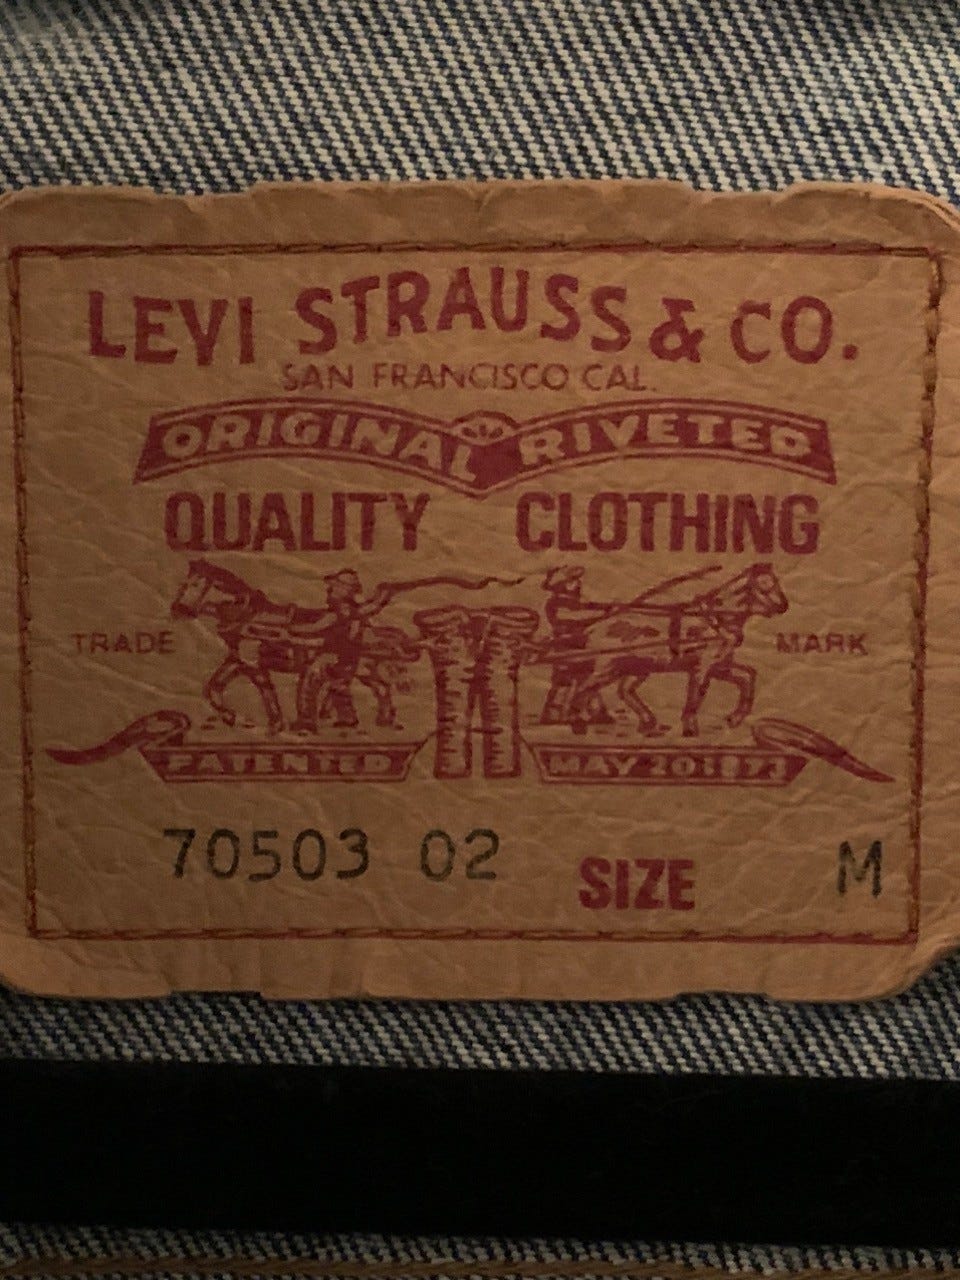 LEVI STRAUSS & CO.
SAN FRANCISCO CAL.
ORIGINAL RIVETED
QUALITY CLOTHING
TRADE MARK
PATENTED MAY 20 1873
70503 02 SIZE M